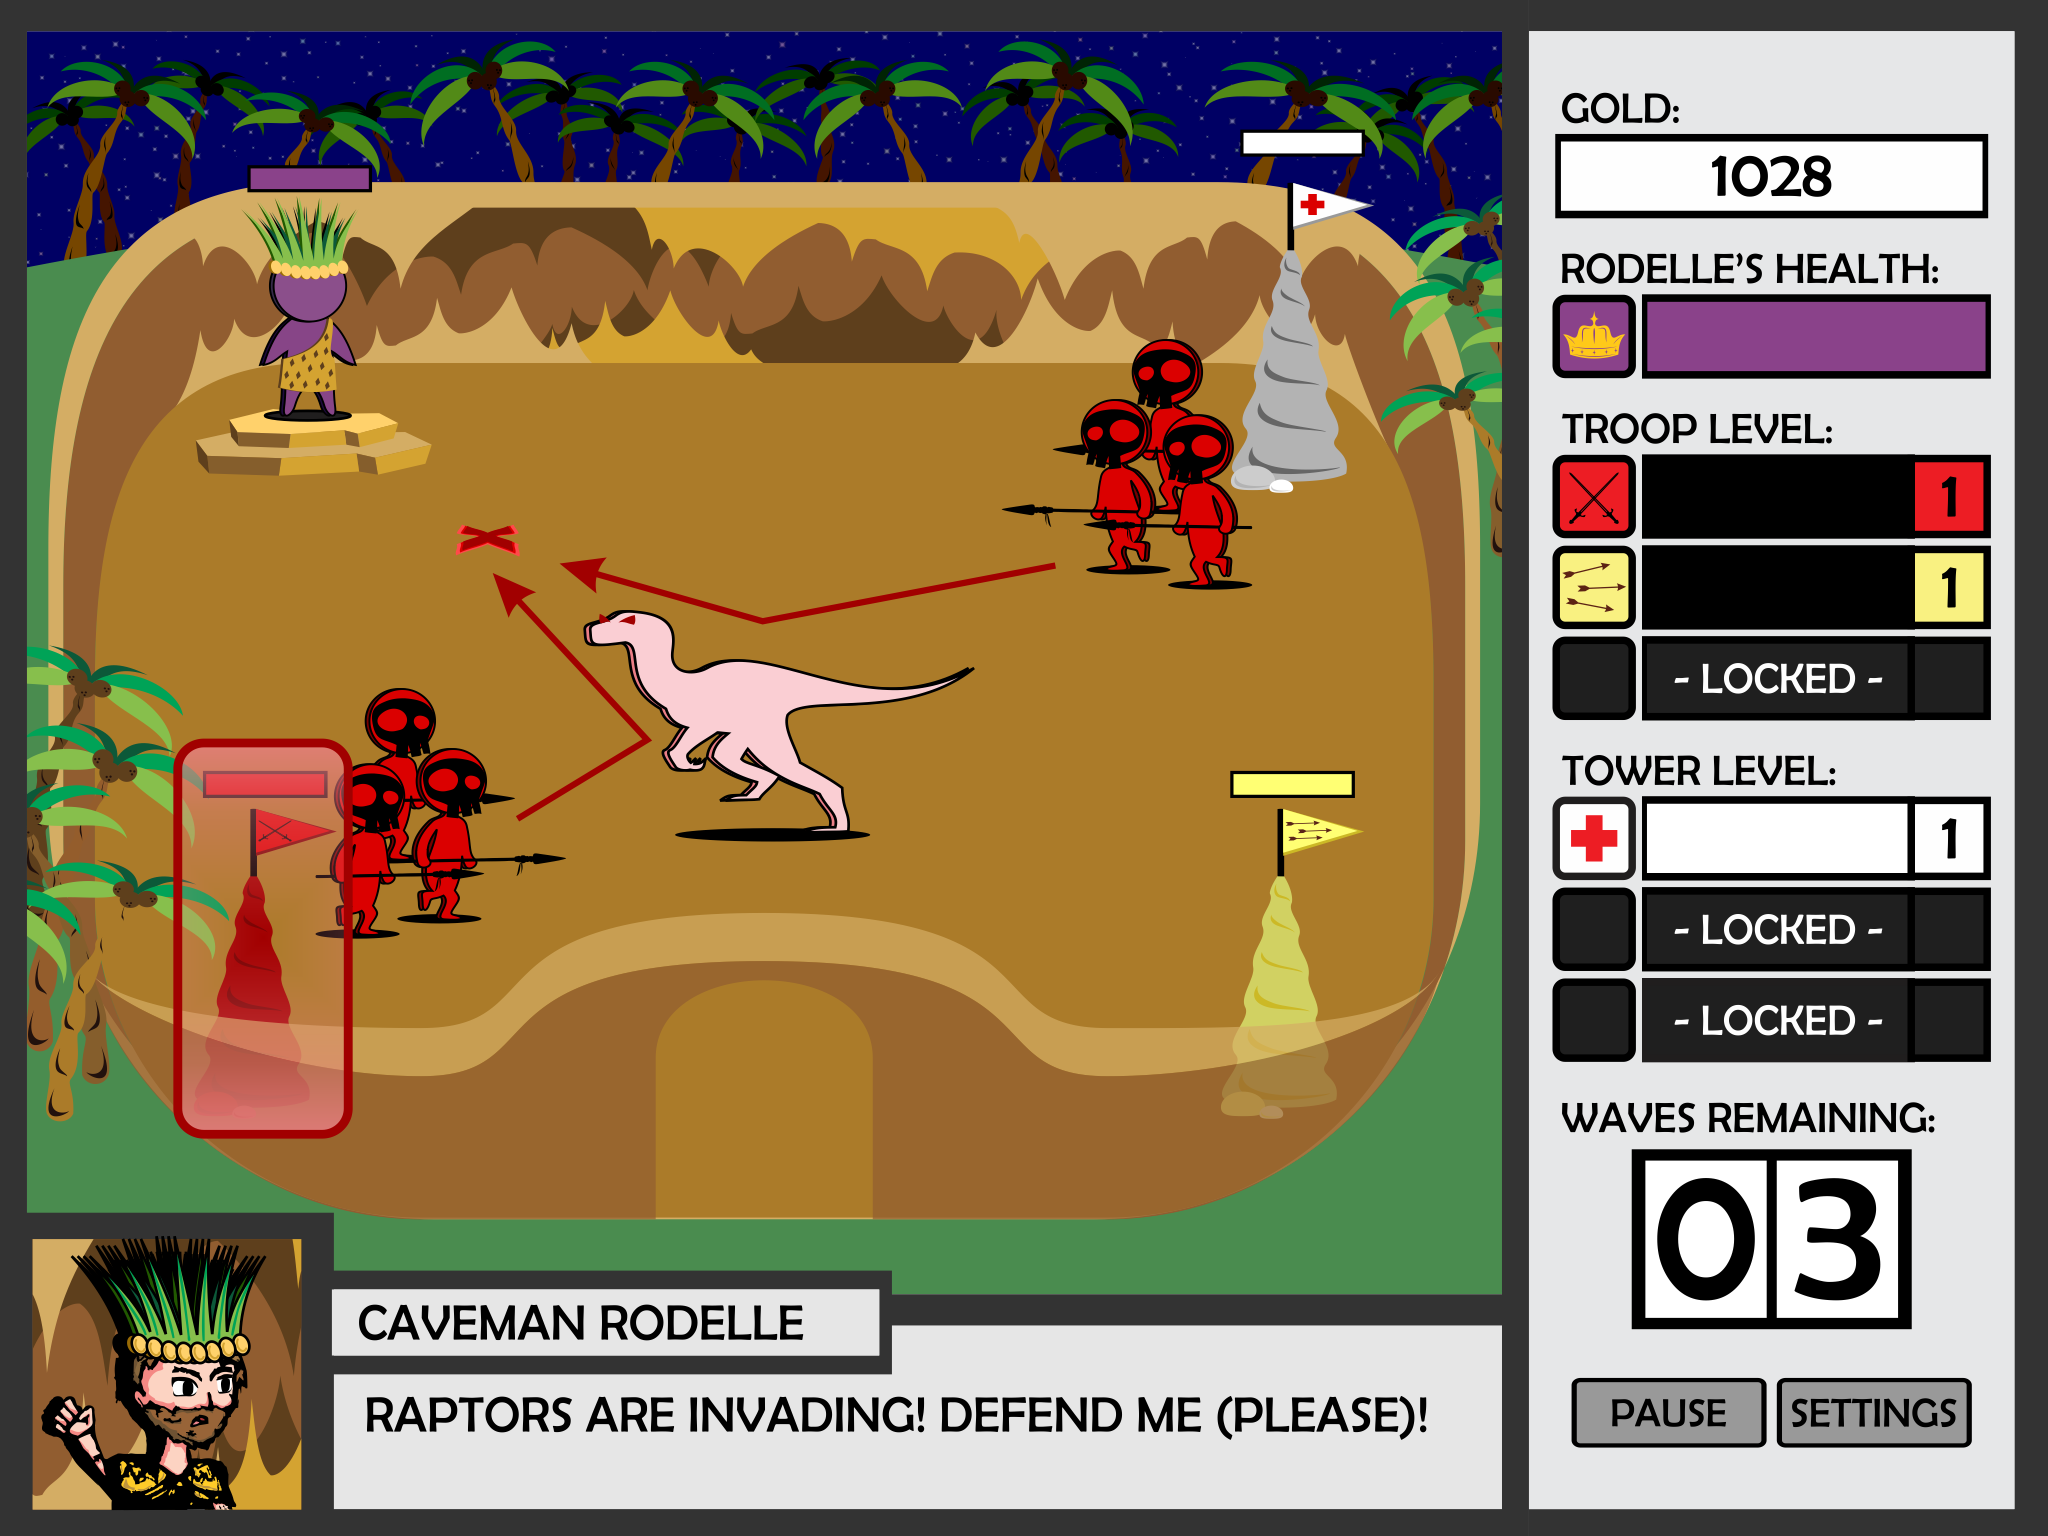 GOLD:
1028
RODELLE'S HEALTH:
TROOP LEVEL:
1
1
- LOCKED -
TOWER LEVEL:
1
- LOCKED -
- LOCKED -
WAVES REMAINING:
03
PAUSE SETTINGS
CAVEMAN RODELLE
RAPTORS ARE INVADING! DEFEND ME (PLEASE)!